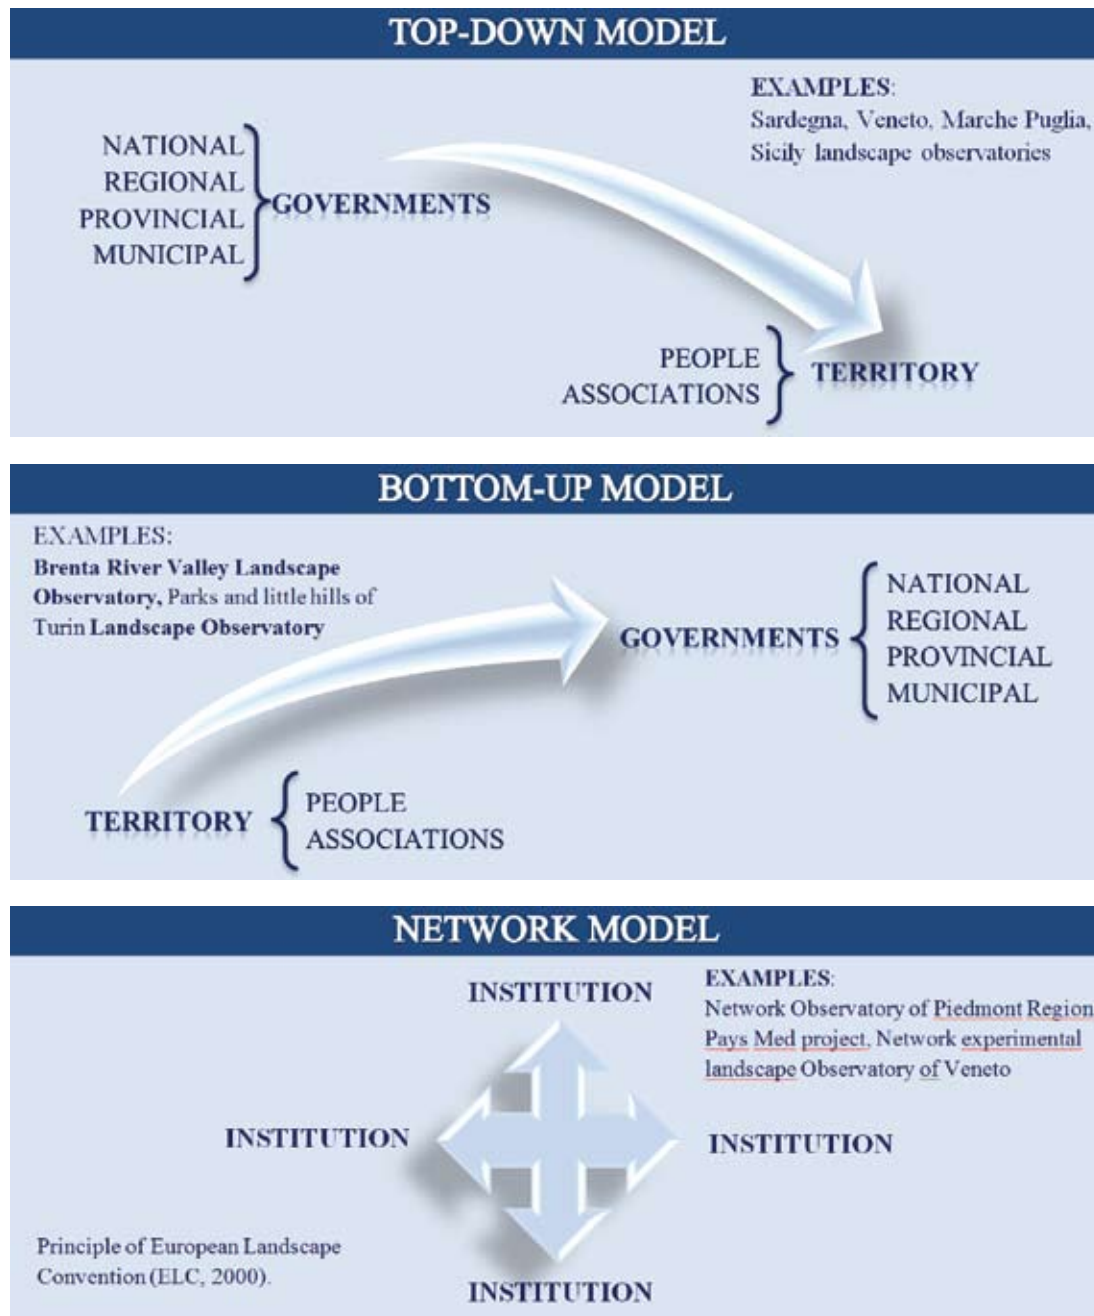 TOP-DOWN MODEL
EXAMPLES:
Sardegna, Veneto, Marche Puglia,
Sicily landscape observatories
NATIONAL
REGIONAL
PROVINCIAL
MUNICIPAL
GOVERNMENTS
PEOPLE
ASSOCIATIONS
TERRITORY
BOTTOM-UP MODEL
EXAMPLES:
Brenta River Valley Landscape
Observatory, Parks and little hills of
Turin Landscape Observatory
GOVERNMENTS
NATIONAL
REGIONAL
PROVINCIAL
MUNICIPAL
TERRITORY
PEOPLE
ASSOCIATIONS
NETWORK MODEL
INSTITUTION
EXAMPLES:
Network Observatory of Piedmont Region
Pays Med project, Network experimental
landscape Observatory of Veneto
INSTITUTION
INSTITUTION
Principle of European Landscape
Convention (ELC, 2000).
INSTITUTION